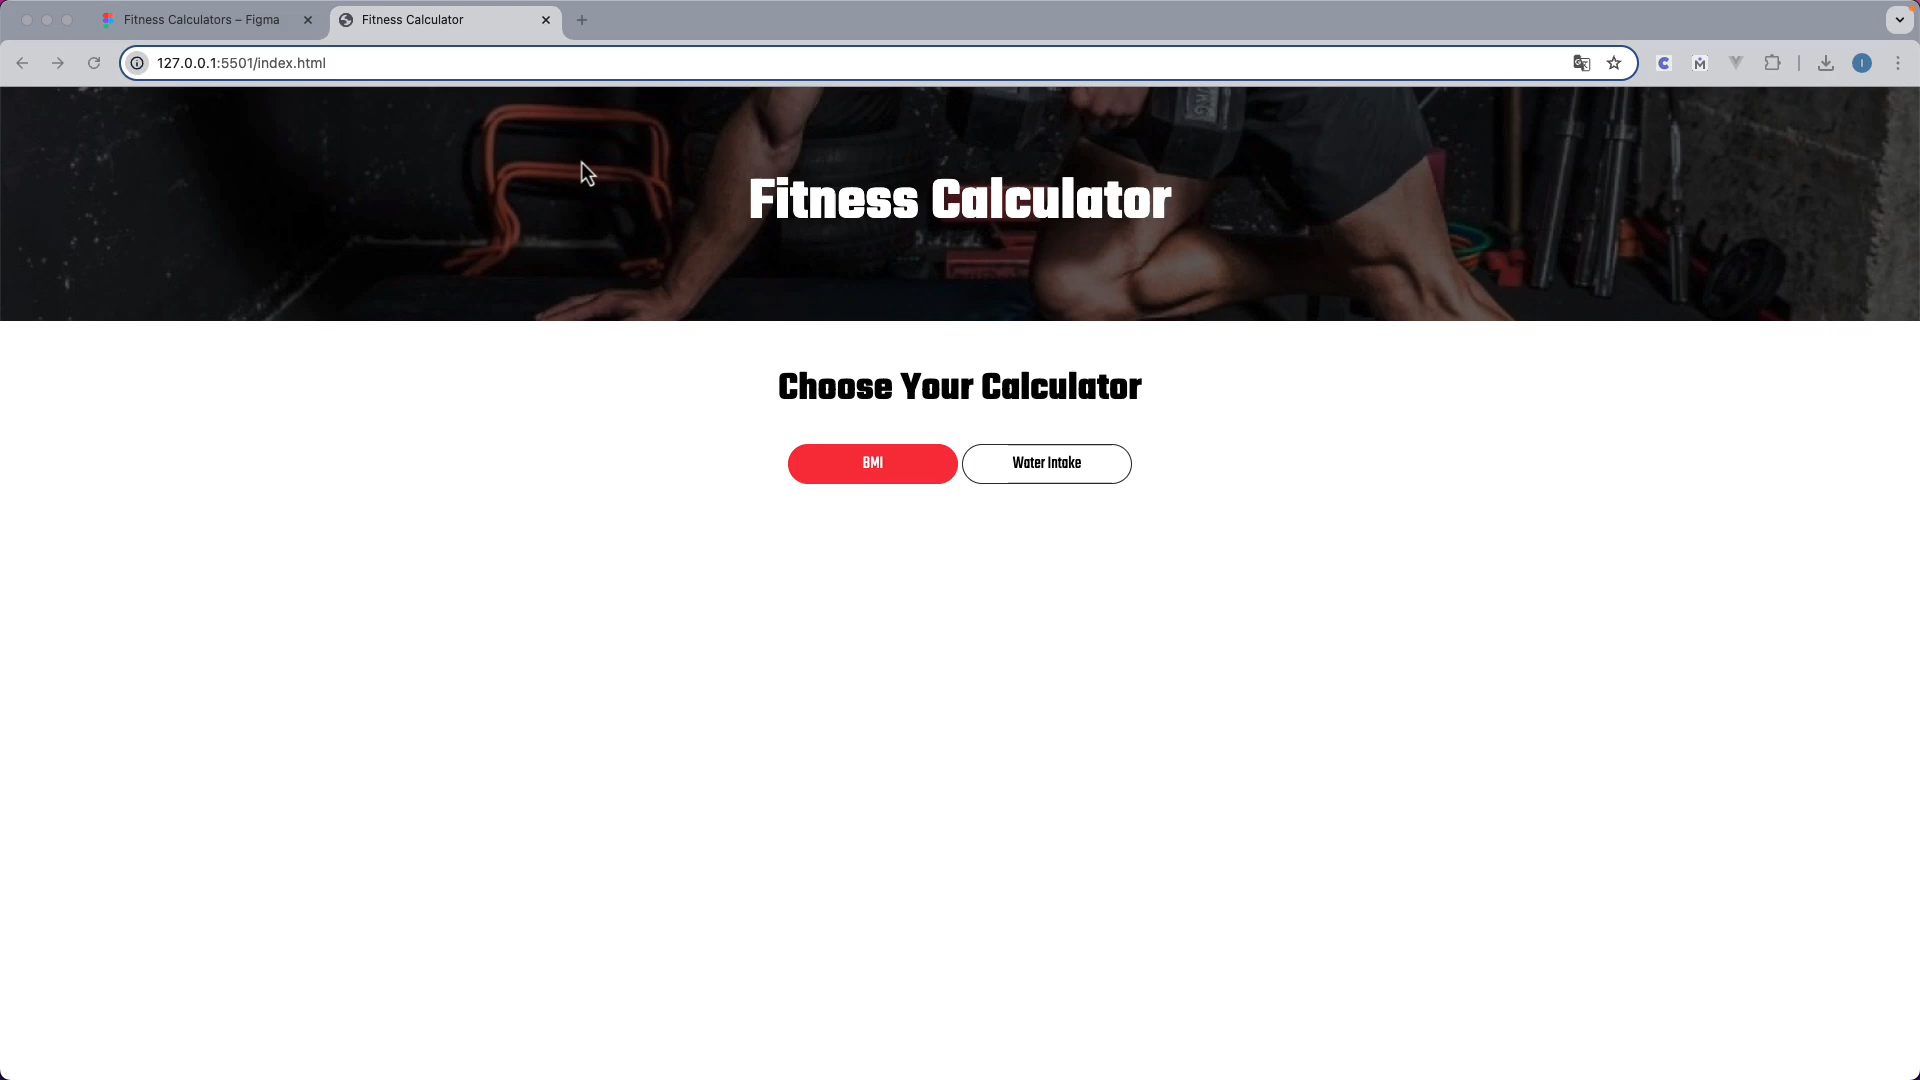 Fitness Calculators – Figma
Fitness Calculator
127.0.0.1:5501/index.html
Fitness Calculator
Choose Your Calculator
BMI
Water Intake